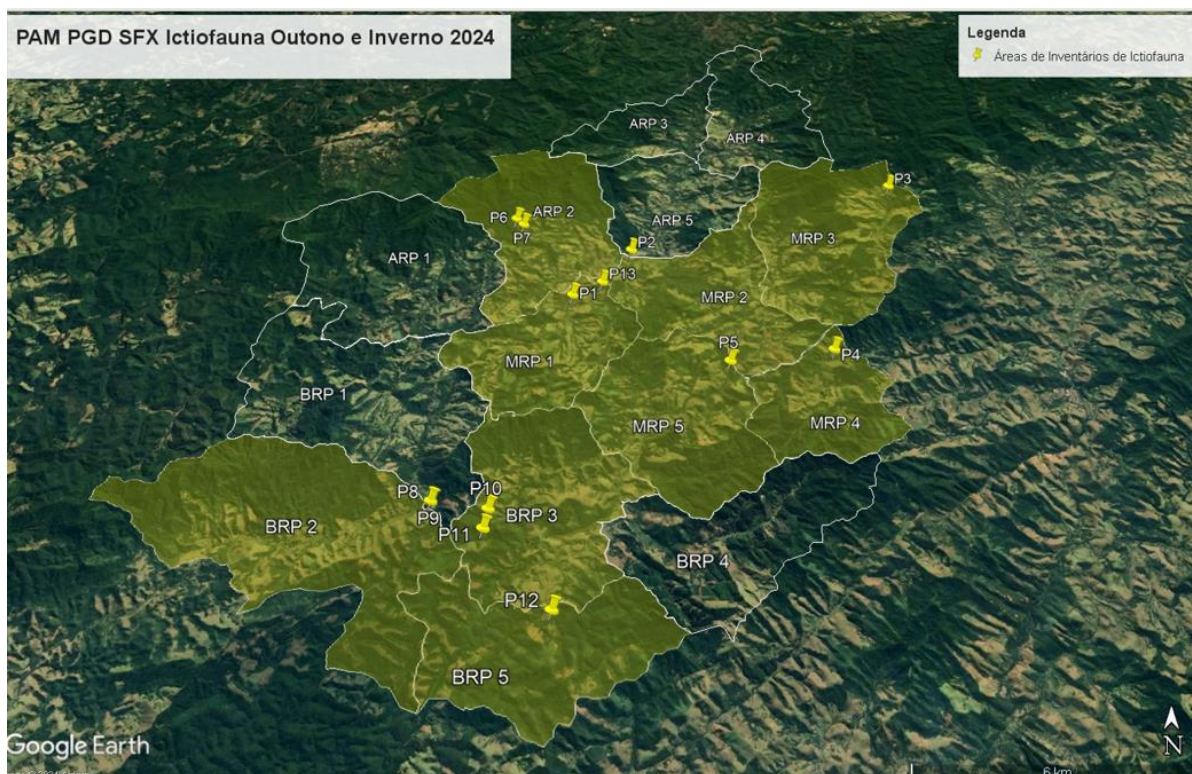 PAM PGD SFX Ictiofauna Outono e Inverno 2024
Legenda
Áreas de Inventários de Ictiofauna
ARP 3
ARP 4
P3
P6
ARP 2
P7
ARP 5
P2
MRP 3
ARP 1
P13
P1
MRP 2
P5
P4
MRP 1
BRP 1
MRP 5
MRP 4
P8
P10
P9
BRP 3
BRP 2
P11
BRP 4
P12
BRP 5
Google Earth
N
6 km